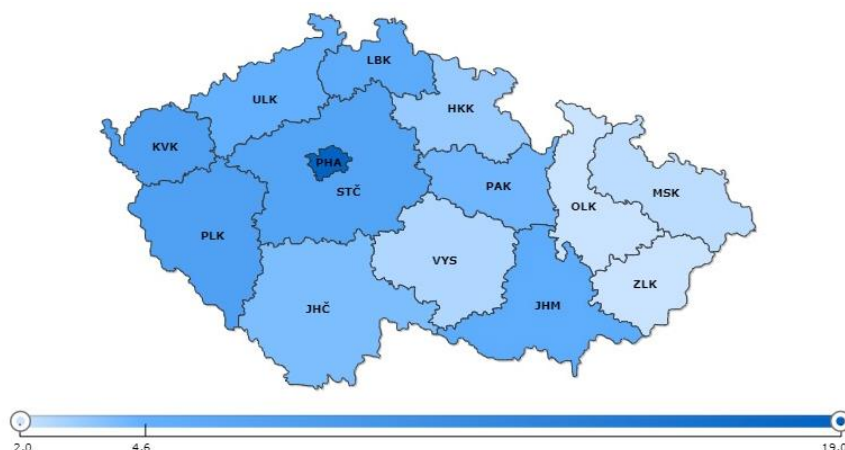 LBK
ULK
HKK
KVK
PHA
STČ
PAK
MSK
OLK
PLK
VYS
ZLK
JHČ
JHM
2.0
4.6
19.0